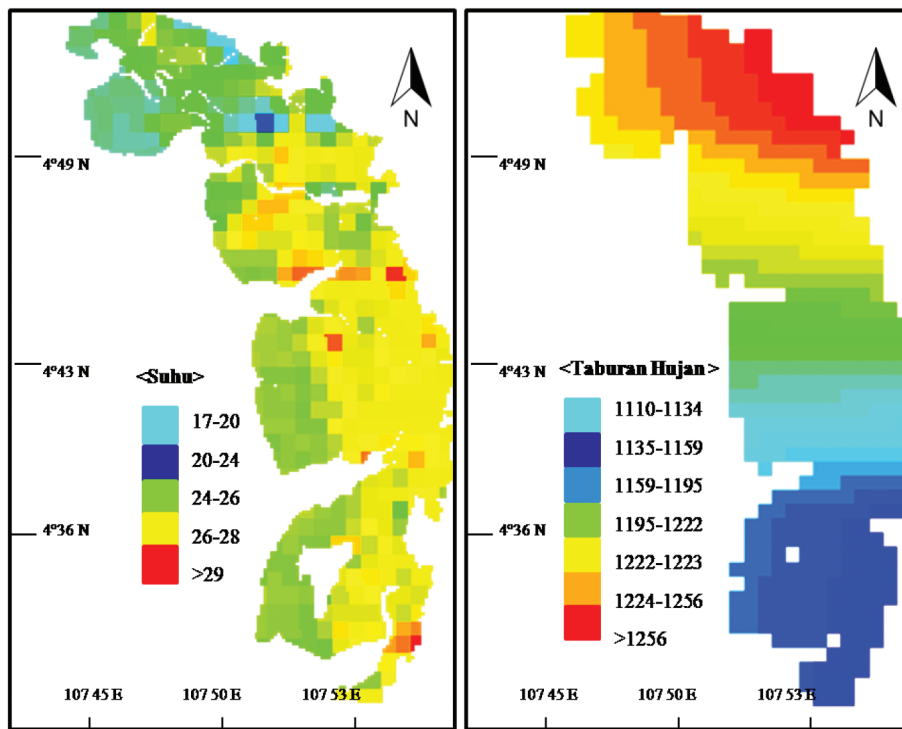 N
4°49 N
4°43 N
<Suhu>
17-20
20-24
24-26
26-28
>29
4°36 N
107 45 E
107 50 E
107 53 E
N
4°49 N
4°43 N
<Taburan Hujan>
1110-1134
1135-1159
1159-1195
1195-1222
1222-1223
1224-1256
>1256
4°36 N
107 45 E
107 50 E
107 53 E